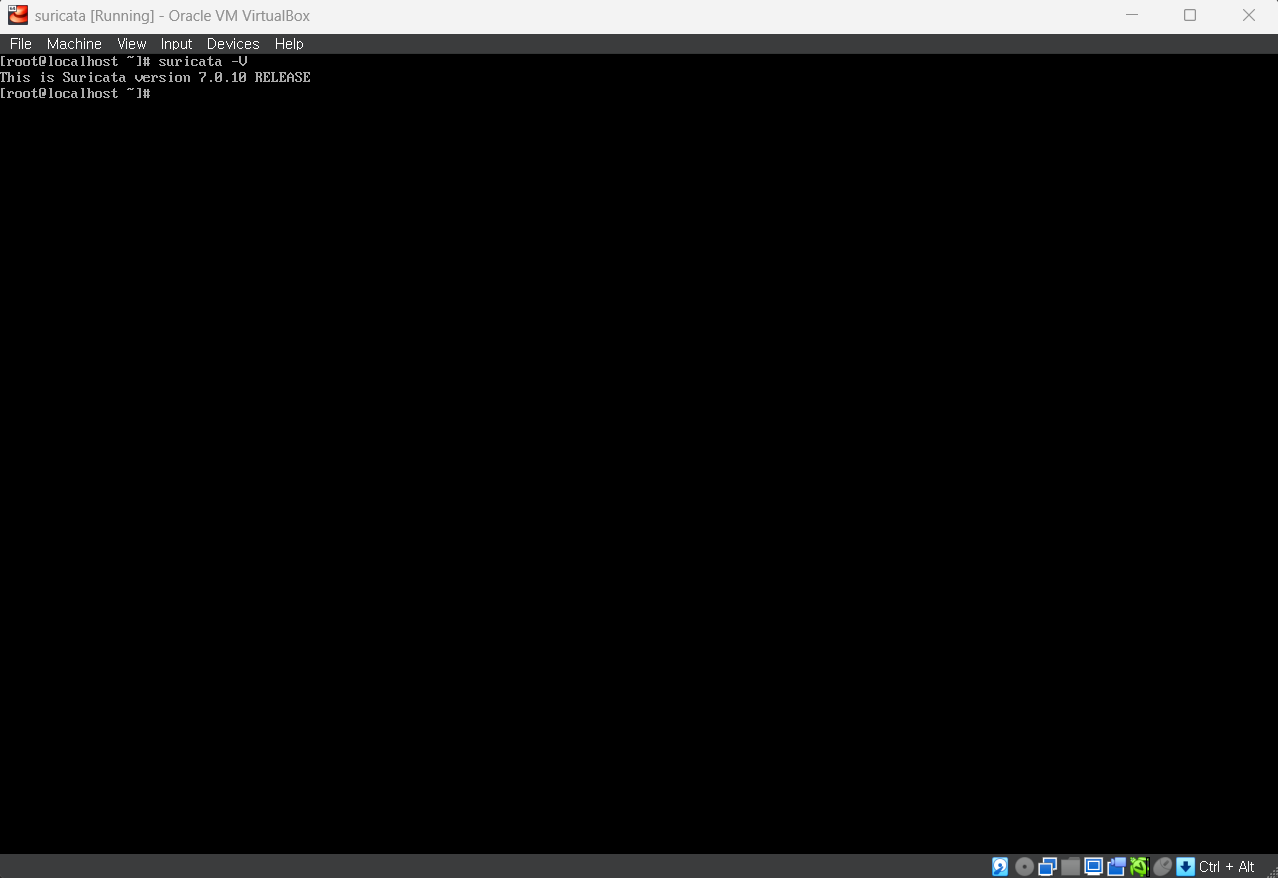 suricata [Running] - Oracle VM VirtualBox
File Machine View Input Devices Help
[root@localhost ~]# suricata -V
This is Suricata version 7.0.10 RELEASE
[root@localhost ~]#
Ctrl + Alt